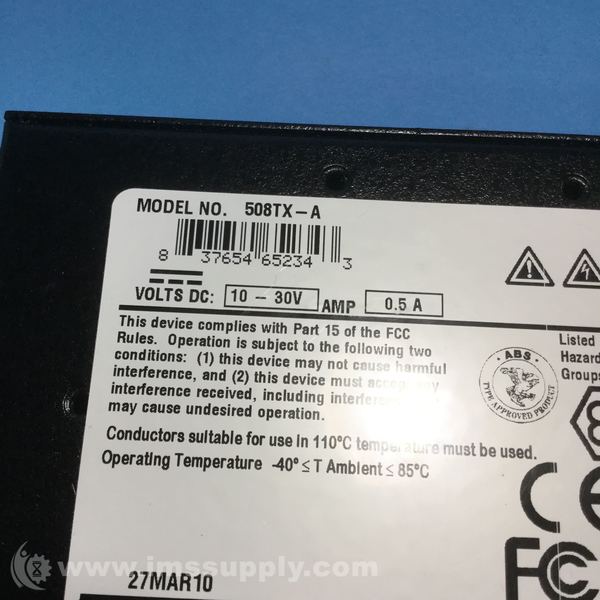 MODEL NO. 508TX-A
8 37654 65234 3
VOLTS DC: 10 - 30V AMP 0.5 A
This device complies with Part 15 of the FCC
Rules. Operation is subject to the following two
conditions: (1) this device may not cause harmful
interference, and (2) this device must accept any
interference received, including interference
may cause undesired operation.
Conductors suitable for use in 110°C temperature must be used.
Operating Temperature -40° ≤ T Ambient ≤ 85°C
ABS
TYPE APPROVED PRODUCT
Listed
Hazard
Groups
CE
FC
27MAR10
www.imssupply.com